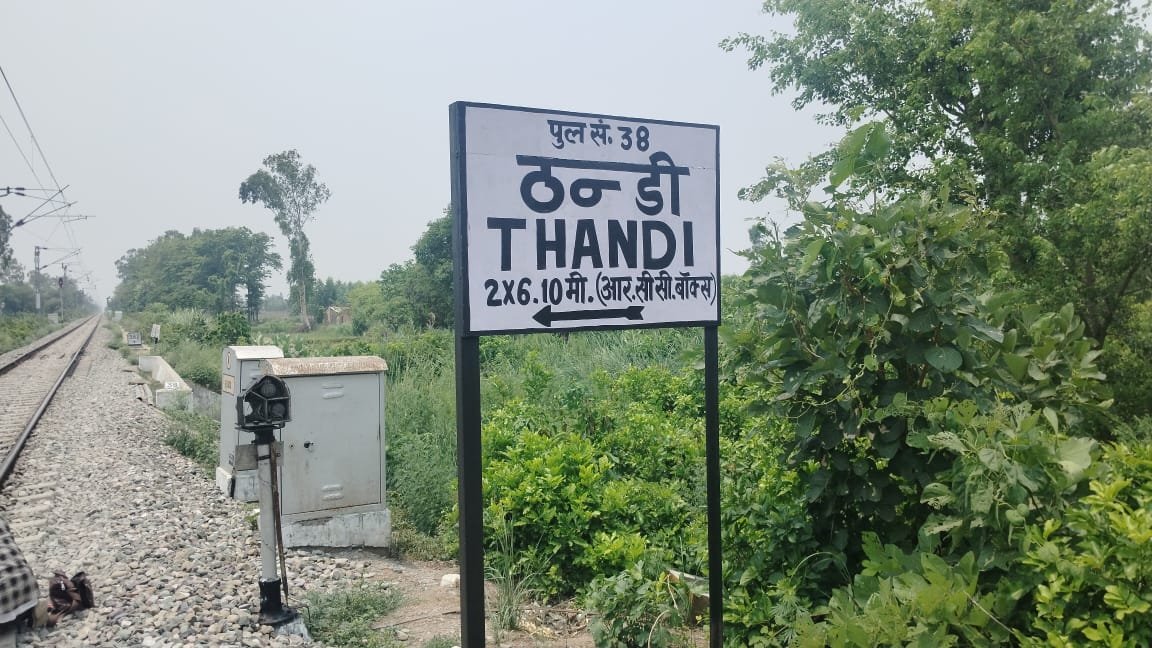 पुल सं. 38
ठन्डी
THANDI
2X6.10 मी. (आर.सी सी. बॉक्स)